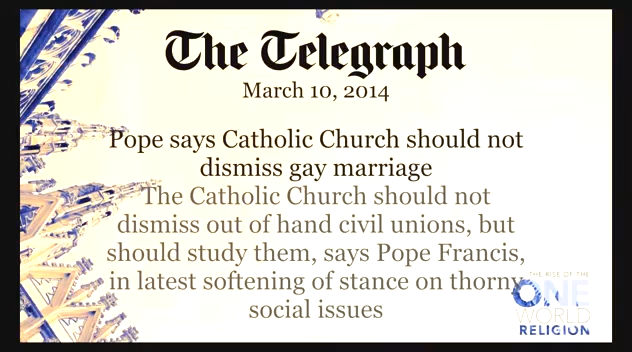 The Telegraph
March 10, 2014
Pope says Catholic Church should not
dismiss gay marriage
The Catholic Church should not
dismiss out of hand civil unions, but
should study them, says Pope Francis,
in latest softening of stance on thorny
social issues
THE RISE OF THE
ONE
WORLD
RELIGION